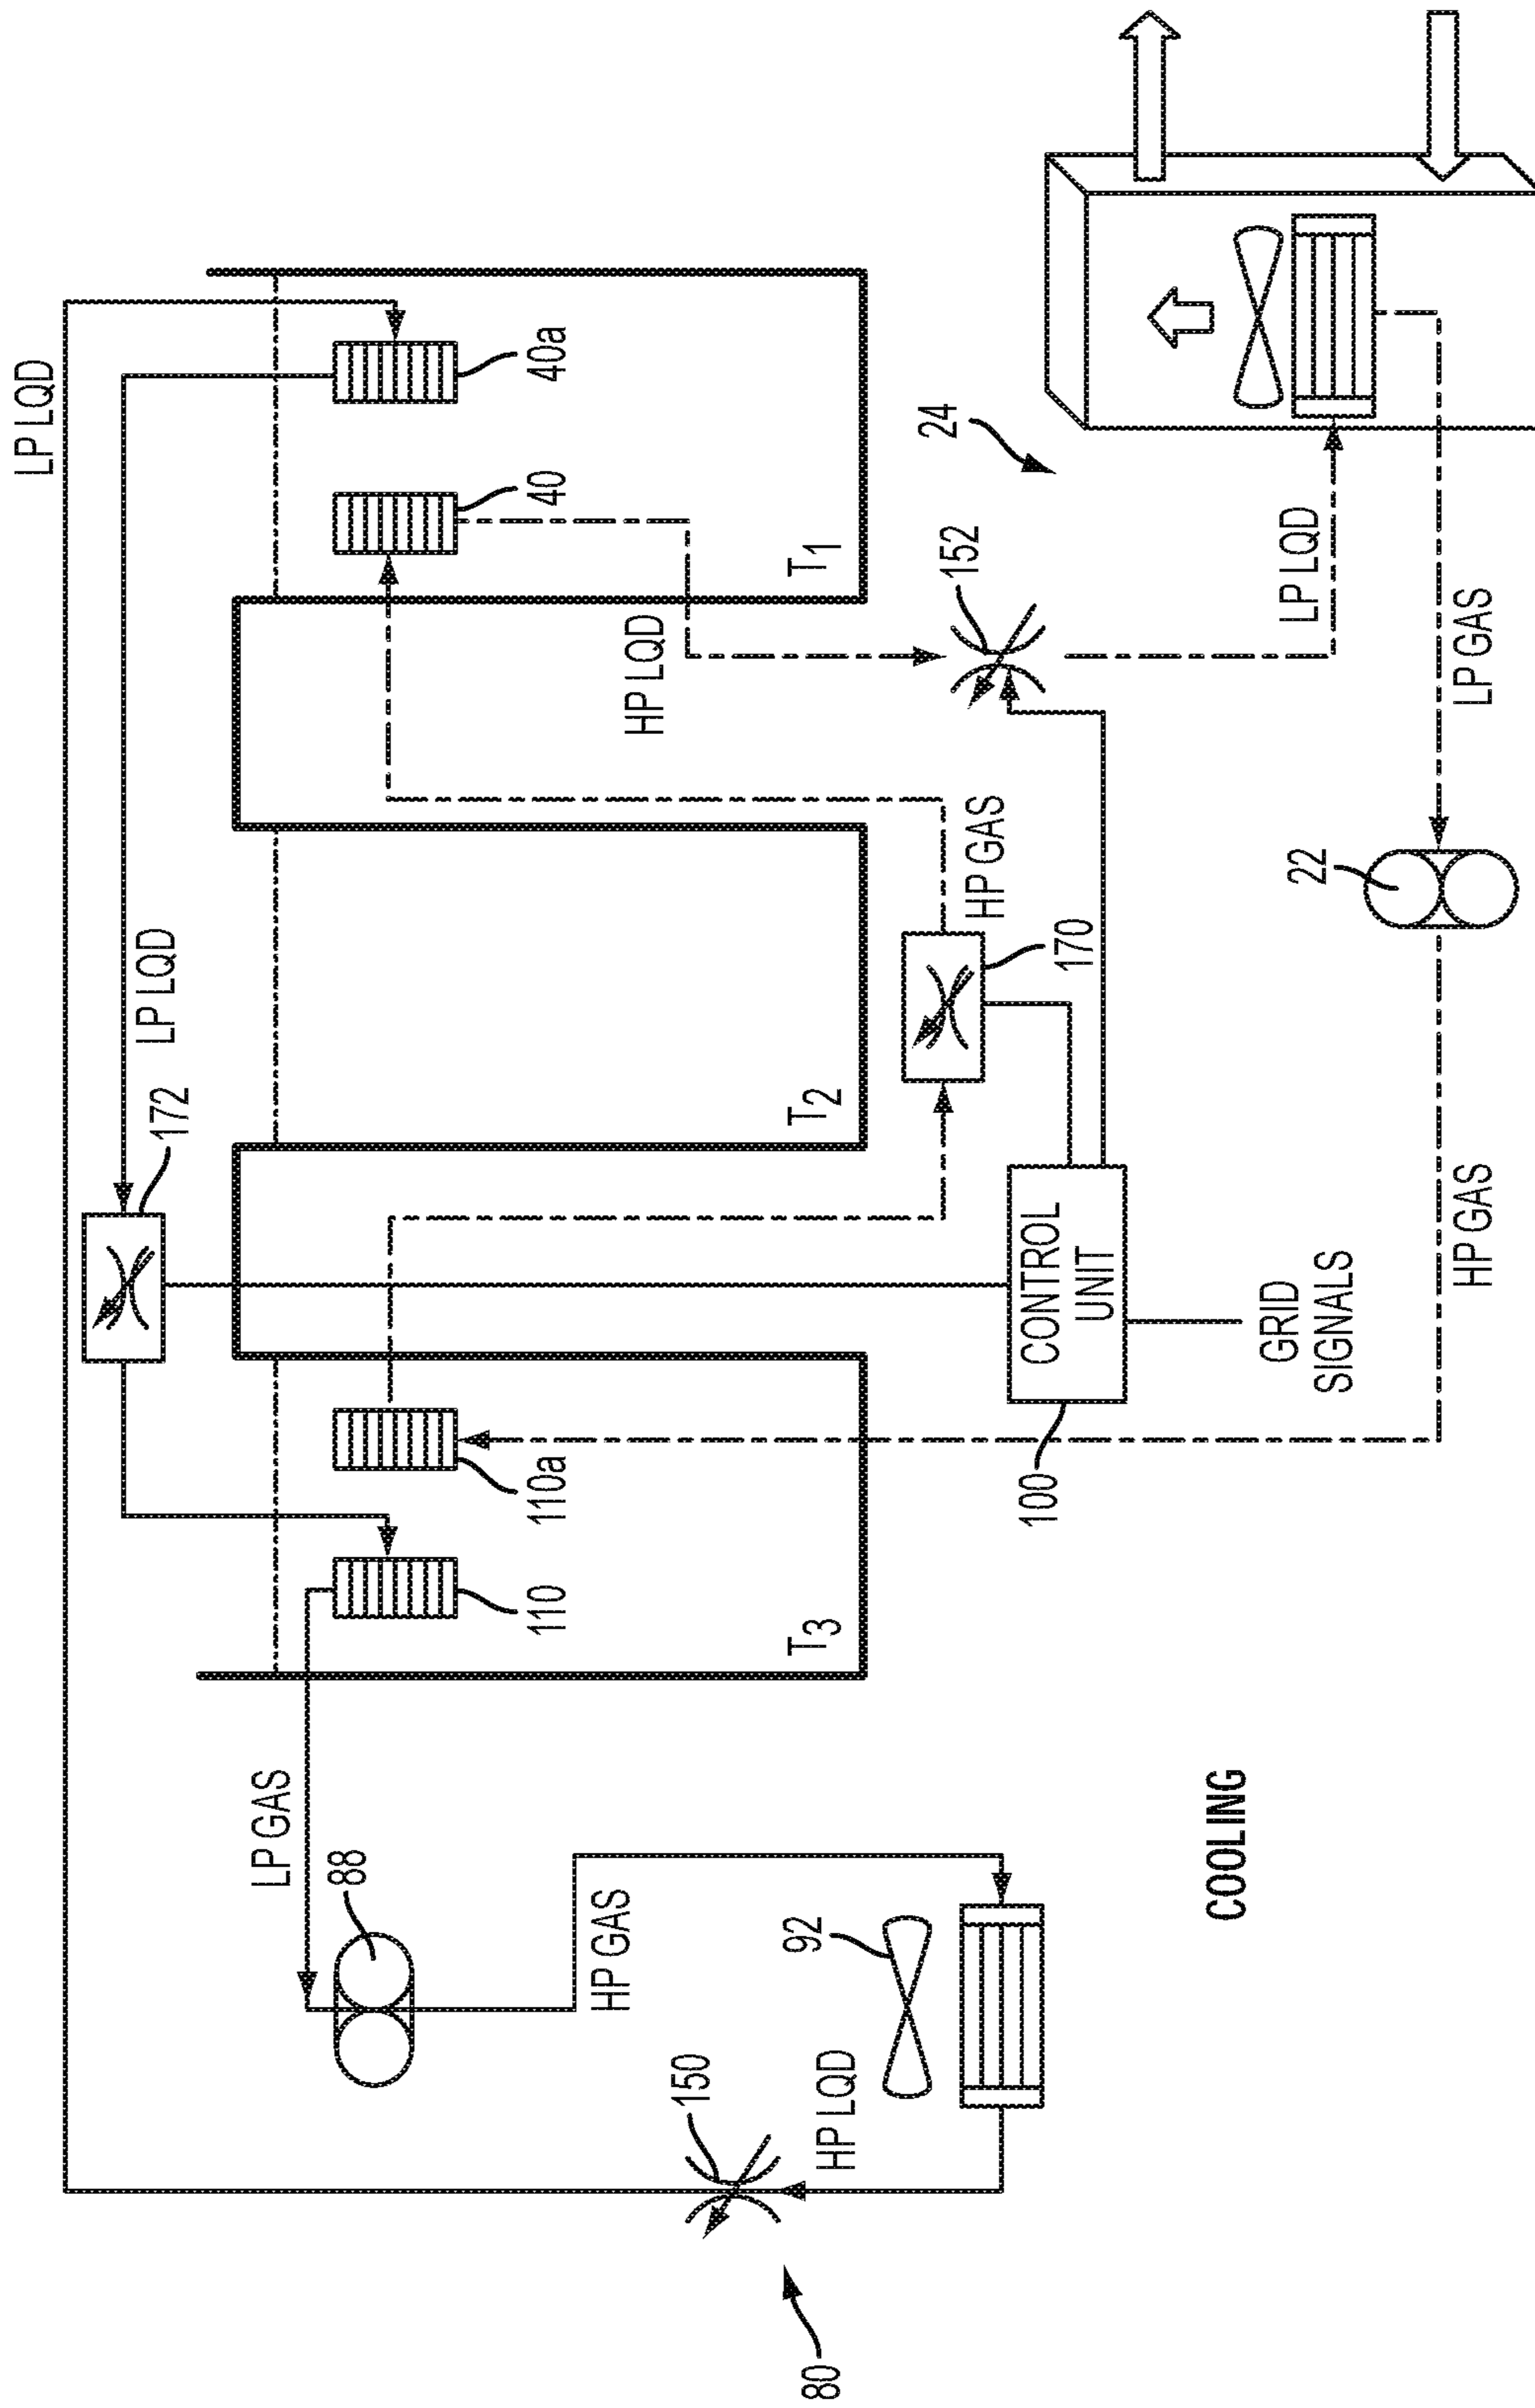 LP LQD
LP LQD
172
LP GAS
88
HP GAS
92
150
HP LQD
80
110
110a
T3
T2
T1
40
40a
HP LQD
HP GAS
170
152
24
LP LQD
LP GAS
22
HP GAS
CONTROL
UNIT
100
GRID
SIGNALS
COOLING